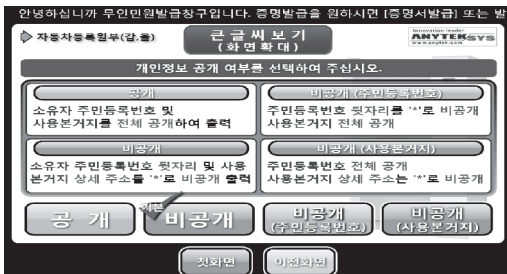 안녕하십니까 무인민원발급창구입니다. 증명발급을 원하시면 [증명서발급] 또는 발
자동차등록원부(갑.을)
큰글씨보기
(화면확대)
Innovation leader
ANYTEKSYS
www.anytek.com
개인정보 공개 여부를 선택하여 주십시오.
공개
소유자 주민등록번호 및
사용본거지를 전체 공개하여 출력
비공개 (주민등록번호)
주민등록번호 뒷자리를 '*'로 비공개
사용본거지 전체 공개
비공개
소유자 주민등록번호 뒷자리 및 사용
본거지 상세 주소를 '*'로 비공개 출력
비공개 (사용본거지)
주민등록번호 전체 공개
사용본거지 상세 주소는 '*'로 비공개
공 개
기본
비공개
비공개
(주민등록번호)
비공개
(사용본거지)
첫화면
이전화면